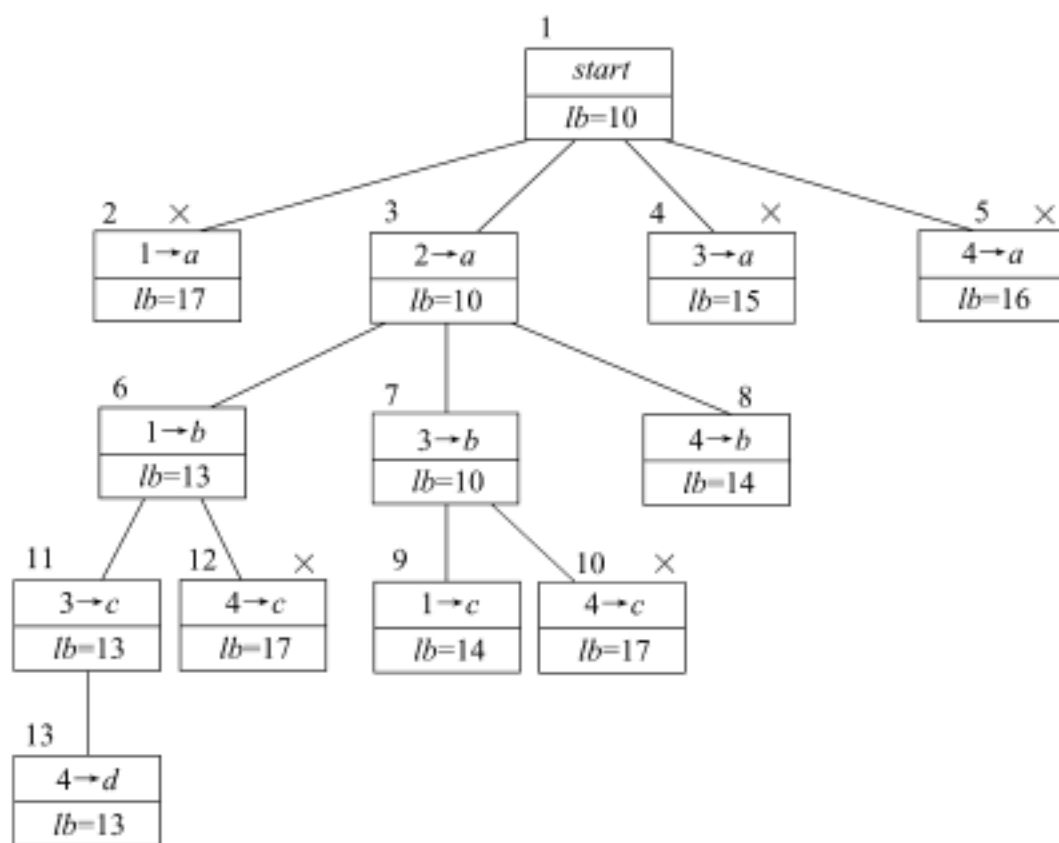 1
start
lb=10
2 × 3 4 × 5 ×
1→a 2→a 3→a 4→a
lb=17 lb=10 lb=15 lb=16
6 7 8
1→b 3→b 4→b
lb=13 lb=10 lb=14
11 12 × 9 10 ×
3→c 4→c 1→c 4→c
lb=13 lb=17 lb=14 lb=17
13
4→d
lb=13